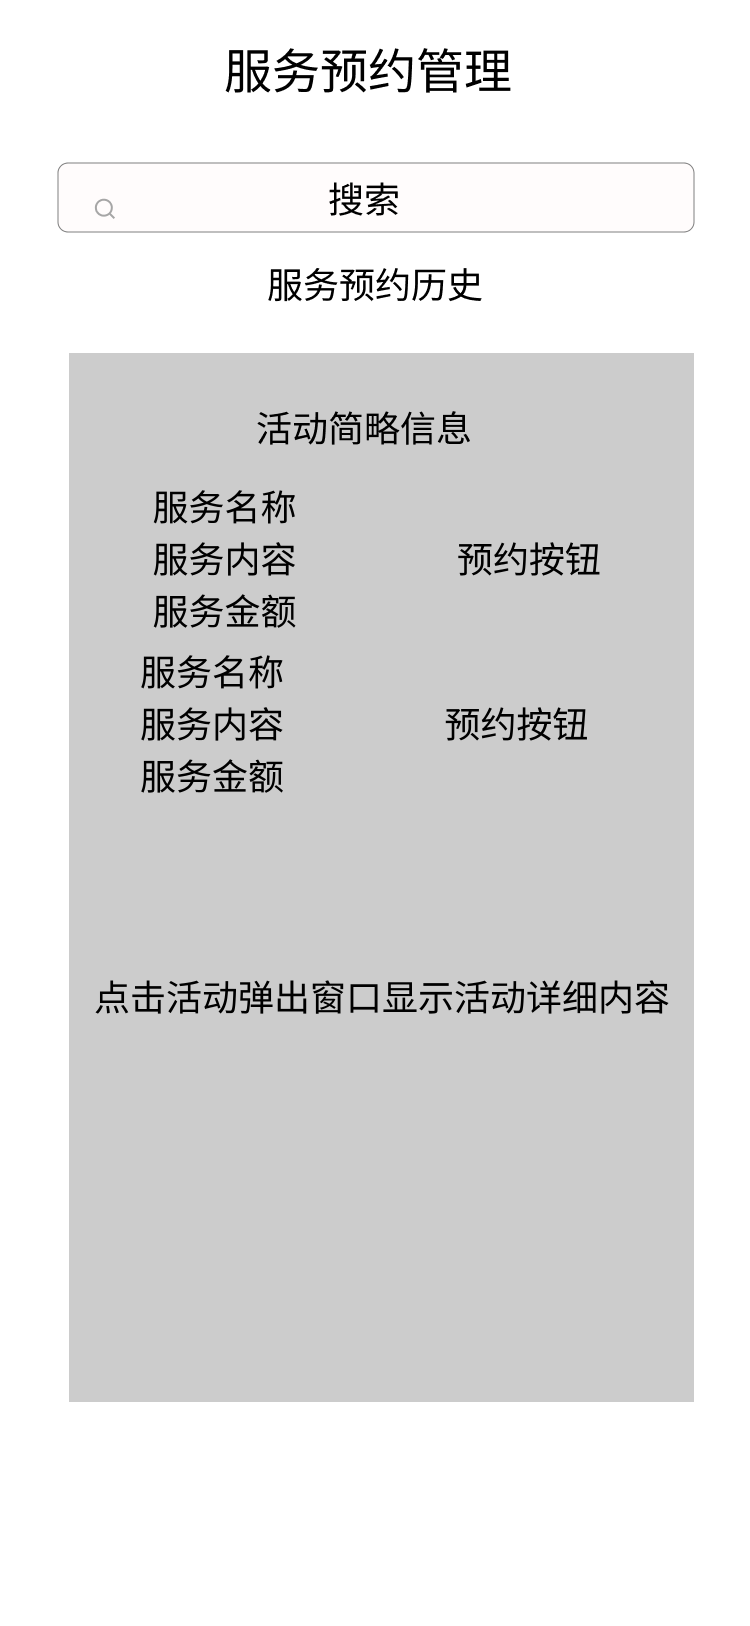 服务预约管理
搜索
服务预约历史
活动简略信息
服务名称
服务内容 预约按钮
服务金额
服务名称
服务内容 预约按钮
服务金额
点击活动弹出窗口显示活动详细内容